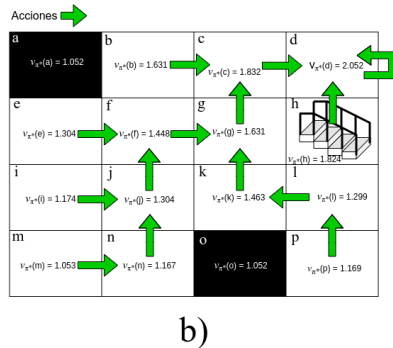 Acciones
a b c d
vπ*(a) = 1.052 vπ*(b) = 1.631 vπ*(c) = 1.832 vπ*(d) = 2.052
e f g h
vπ*(e) = 1.304 vπ*(f) = 1.448 vπ*(g) = 1.631 vπ*(h) = 1.824
i j k l
vπ*(i) = 1.174 vπ*(j) = 1.304 vπ*(k) = 1.463 vπ*(l) = 1.299
m n o p
vπ*(m) = 1.053 vπ*(n) = 1.167 vπ*(o) = 1.052 vπ*(p) = 1.169
b)